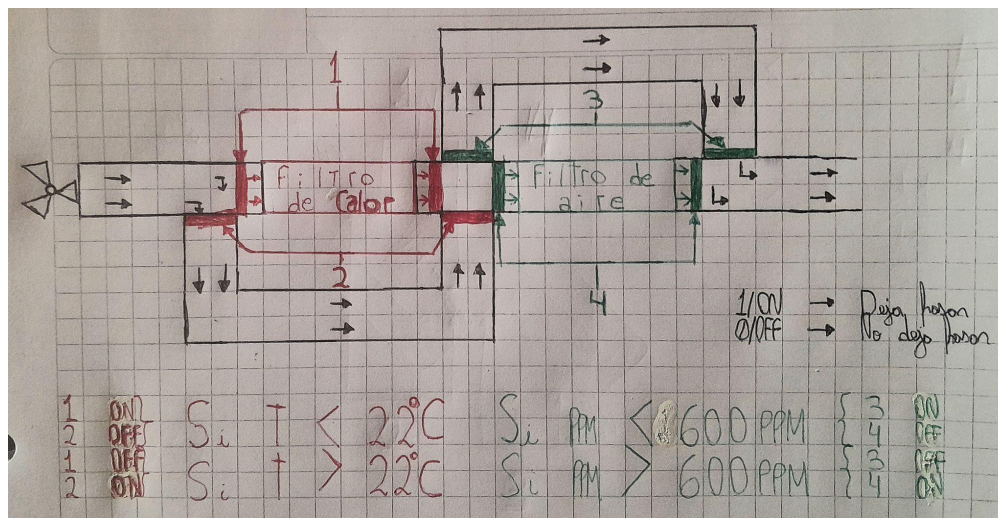 1
3
Filtro
de Calor
Filtro de
aire
2
4
1/ON → Deja pasar
0/OFF → No deja pasar
1 ON } Si T < 22°C Si PPM < 600 PPM { 3 ON
2 OFF } { 4 OFF
1 OFF Si T > 22°C Si PPM > 600 PPM { 3 OFF
2 ON { 4 ON